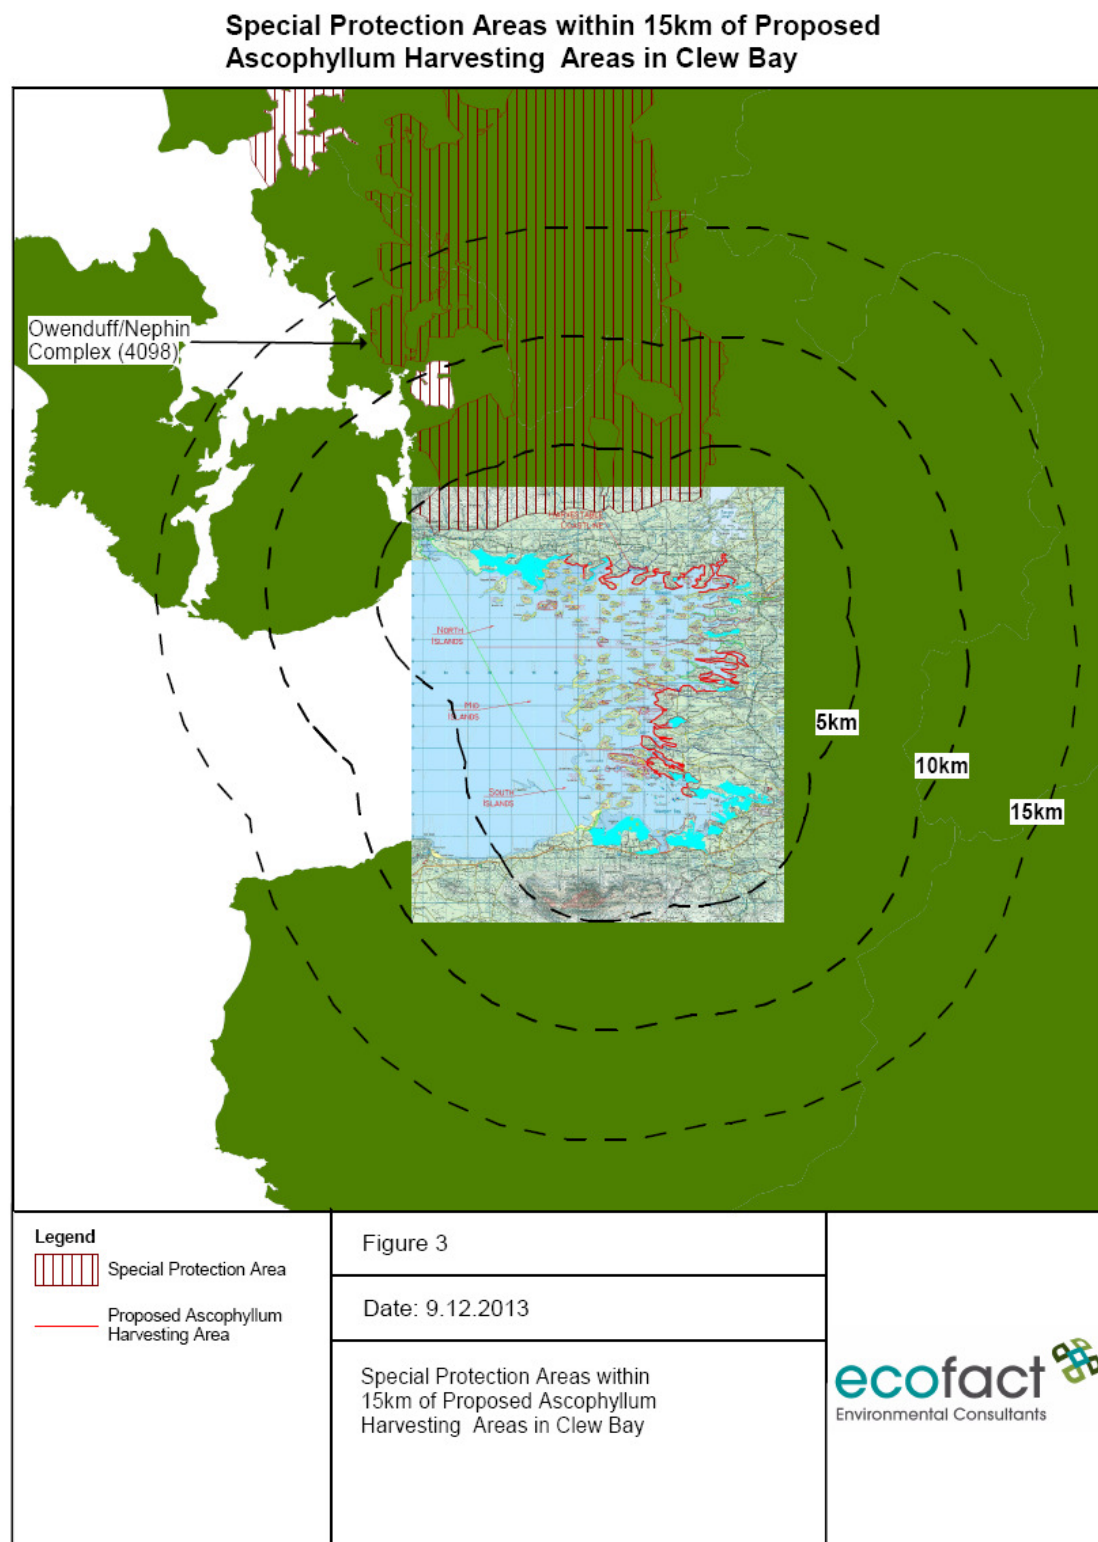 Special Protection Areas within 15km of Proposed
Ascophyllum Harvesting Areas in Clew Bay
Owenduff/Nephin
Complex (4098)
HARVESTABLE
COASTLINE
NORTH
ISLANDS
MID
ISLANDS
SOUTH
ISLANDS
5km
10km
15km
Legend
Special Protection Area
Proposed Ascophyllum
Harvesting Area
Figure 3
Date: 9.12.2013
Special Protection Areas within
15km of Proposed Ascophyllum
Harvesting Areas in Clew Bay
ecofact
Environmental Consultants